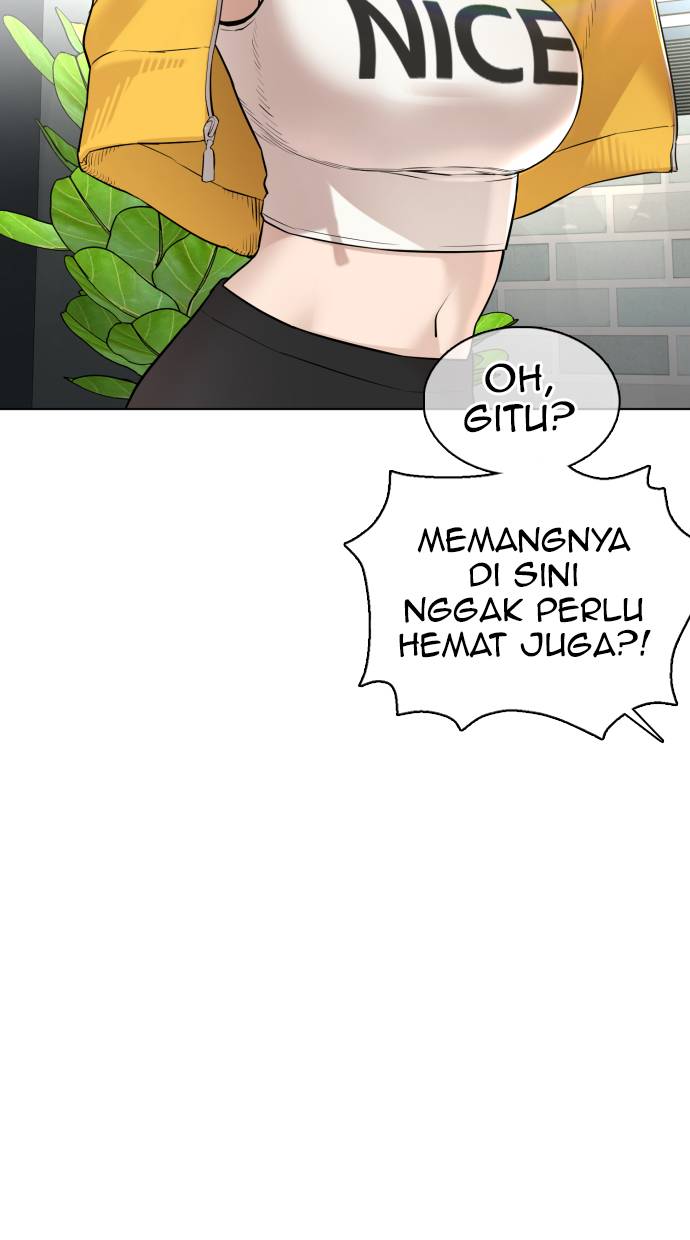 NICE
OH,
GITU?
MEMANGNYA
DI SINI
NGGAK PERLU
HEMAT JUGA?!